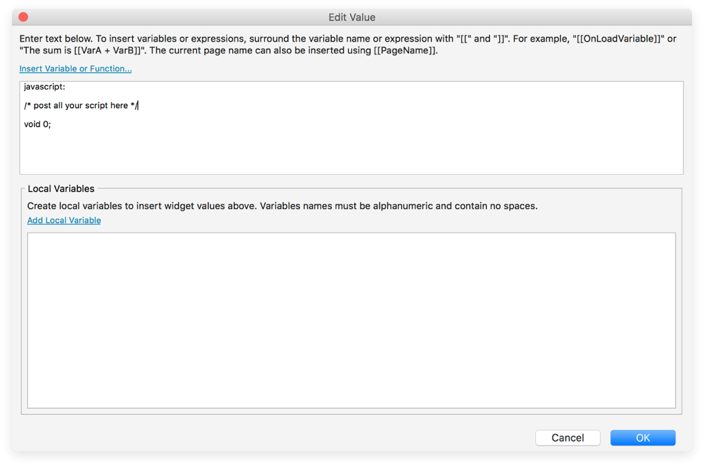 Edit Value
Enter text below. To insert variables or expressions, surround the variable name or expression with "[[" and "]]". For example, "[[OnLoadVariable]]" or
"The sum is [[VarA + VarB]]". The current page name can also be inserted using [[PageName]].
Insert Variable or Function...
javascript:
/* post all your script here */
void 0;
Local Variables
Create local variables to insert widget values above. Variables names must be alphanumeric and contain no spaces.
Add Local Variable
Cancel
OK